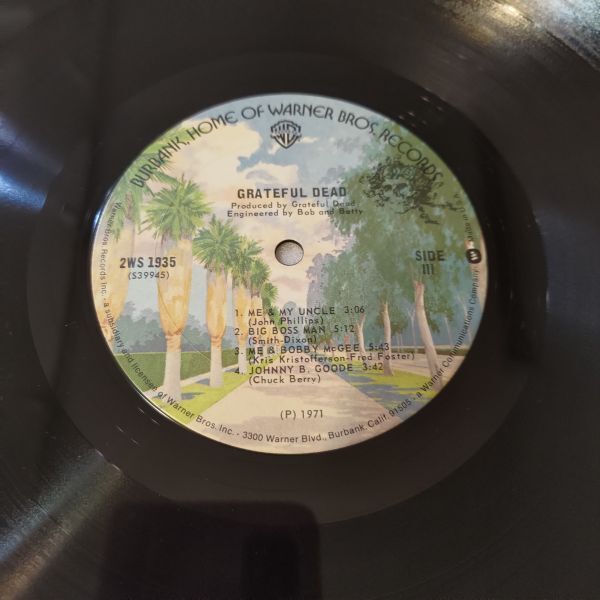 BURBANK, HOME OF WARNER BROS. RECORDS
GRATEFUL DEAD
Produced by Grateful Dead
Engineered by Bob and Betty
2WS 1935
(S39945)
SIDE
III
1. ME & MY UNCLE 3:06
(John Phillips)
2. BIG BOSS MAN 5:12
(Smith-Dixon)
3. ME & BOBBY McGEE 5:43
(Kris Kristofferson-Fred Foster)
4. JOHNNY B. GOODE 3:42
(Chuck Berry)
(P) 1971
Warner Bros. Records Inc. - a subsidiary and licensee of Warner Bros. Inc. - 3300 Warner Blvd., Burbank, Calif. 91505 - a Warner Communications Company
Made in U.S.A.